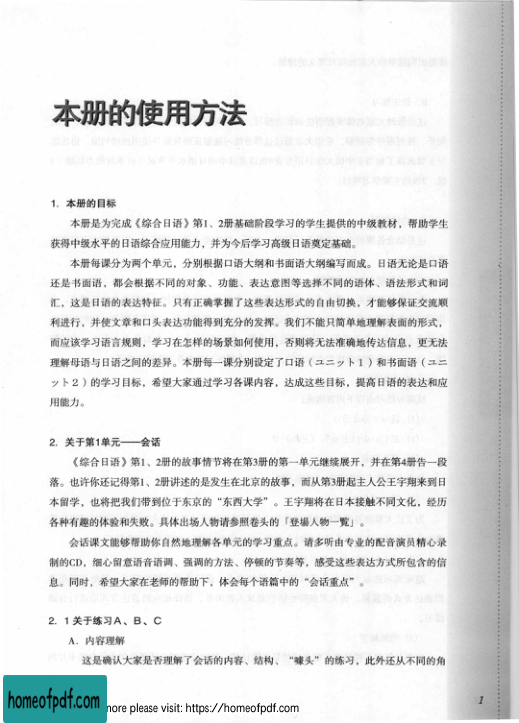 本册的使用方法
1. 本册的目标
本册是为完成《综合日语》第1、2册基础阶段学习的学生提供的中级教材，帮助学生
获得中级水平的日语综合应用能力，并为今后学习高级日语奠定基础。
本册每课分为两个单元，分别根据口语大纲和书面语大纲编写而成。日语无论是口语
还是书面语，都会根据不同的对象、功能、表达意图等选择不同的语体、语法形式和词
汇，这是日语的表达特征。只有正确掌握了这些表达形式的自由切换，才能够保证交流顺
利进行，并使文章和口头表达功能得到充分的发挥。我们不能只简单地理解表面的形式，
而应该学习语言规则，学习在怎样的场景如何使用，否则将无法准确地传达信息，更无法
理解母语与日语之间的差异。本册每一课分别设定了口语（ユニット1）和书面语（ユニ
ット2）的学习目标，希望大家通过学习各课内容，达成这些目标，提高日语的表达和应
用能力。
2. 关于第1单元——会话
《综合日语》第1、2册的故事情节将在第3册的第一单元继续展开，并在第4册告一段
落。也许你还记得第1、2册讲述的是发生在北京的故事，而从第3册起主人公王宇翔来到日
本留学，也将把我们带到位于东京的“东西大学”。王宇翔将在日本接触不同文化，经历
各种有趣的体验和失败。具体出场人物请参照卷头的「登場人物一覧」。
会话课文能够帮助你自然地理解各单元的学习重点。请多听由专业的配音演员精心录
制的CD，细心留意语音语调、强调的方法、停顿的节奏等，感受这些表达方式所包含的信
息。同时，希望大家在老师的帮助下，体会每个语篇中的“会话重点”。
2. 1 关于练习A、B、C
A. 内容理解
这是确认大家是否理解了会话的内容、结构、“噱头”的练习，此外还从不同的角
1
homeofpdf.com
more please visit: https://homeofpdf.com